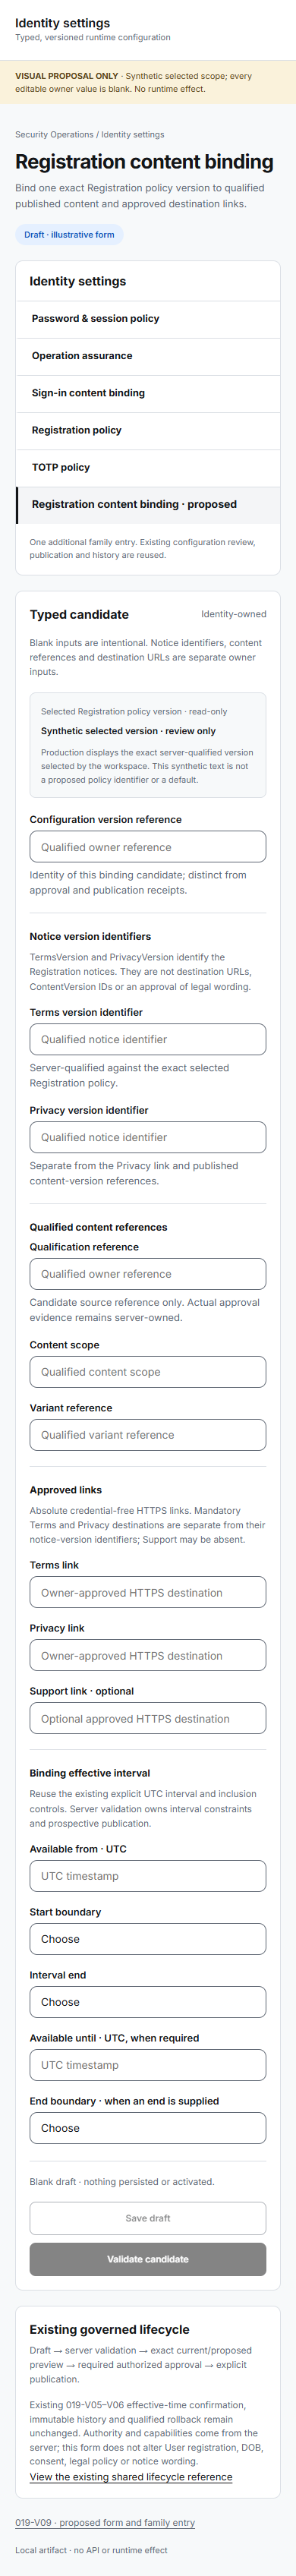 Identity settings
Typed, versioned runtime configuration
VISUAL PROPOSAL ONLY · Synthetic selected scope; every
editable owner value is blank. No runtime effect.
Security Operations / Identity settings
Registration content binding
Bind one exact Registration policy version to qualified
published content and approved destination links.
Draft · illustrative form
Identity settings
Password & session policy
Operation assurance
Sign-in content binding
Registration policy
TOTP policy
Registration content binding · proposed
One additional family entry. Existing configuration review,
publication and history are reused.
Typed candidate
Identity-owned
Blank inputs are intentional. Notice identifiers, content
references and destination URLs are separate owner
inputs.
Selected Registration policy version · read-only
Synthetic selected version · review only
Production displays the exact server-qualified version
selected by the workspace. This synthetic text is not
a proposed policy identifier or a default.
Configuration version reference
Qualified owner reference
Identity of this binding candidate; distinct from
approval and publication receipts.
Notice version identifiers
TermsVersion and PrivacyVersion identify the
Registration notices. They are not destination URLs,
ContentVersion IDs or an approval of legal wording.
Terms version identifier
Qualified notice identifier
Server-qualified against the exact selected
Registration policy.
Privacy version identifier
Qualified notice identifier
Separate from the Privacy link and published
content-version references.
Qualified content references
Qualification reference
Qualified owner reference
Candidate source reference only. Actual approval
evidence remains server-owned.
Content scope
Qualified content scope
Variant reference
Qualified variant reference
Approved links
Absolute credential-free HTTPS links. Mandatory
Terms and Privacy destinations are separate from their
notice-version identifiers; Support may be absent.
Terms link
Owner-approved HTTPS destination
Privacy link
Owner-approved HTTPS destination
Support link · optional
Optional approved HTTPS destination
Binding effective interval
Reuse the existing explicit UTC interval and inclusion
controls. Server validation owns interval constraints
and prospective publication.
Available from · UTC
UTC timestamp
Start boundary
Choose
Interval end
Choose
Available until · UTC, when required
UTC timestamp
End boundary · when an end is supplied
Choose
Blank draft · nothing persisted or activated.
Save draft
Validate candidate
Existing governed lifecycle
Draft → server validation → exact current/proposed
preview → required authorized approval → explicit
publication.
Existing 019-V05–V06 effective-time confirmation,
immutable history and qualified rollback remain
unchanged. Authority and capabilities come from the
server; this form does not alter User registration, DOB,
consent, legal policy or notice wording.
View the existing shared lifecycle reference
019-V09 · proposed form and family entry
Local artifact · no API or runtime effect